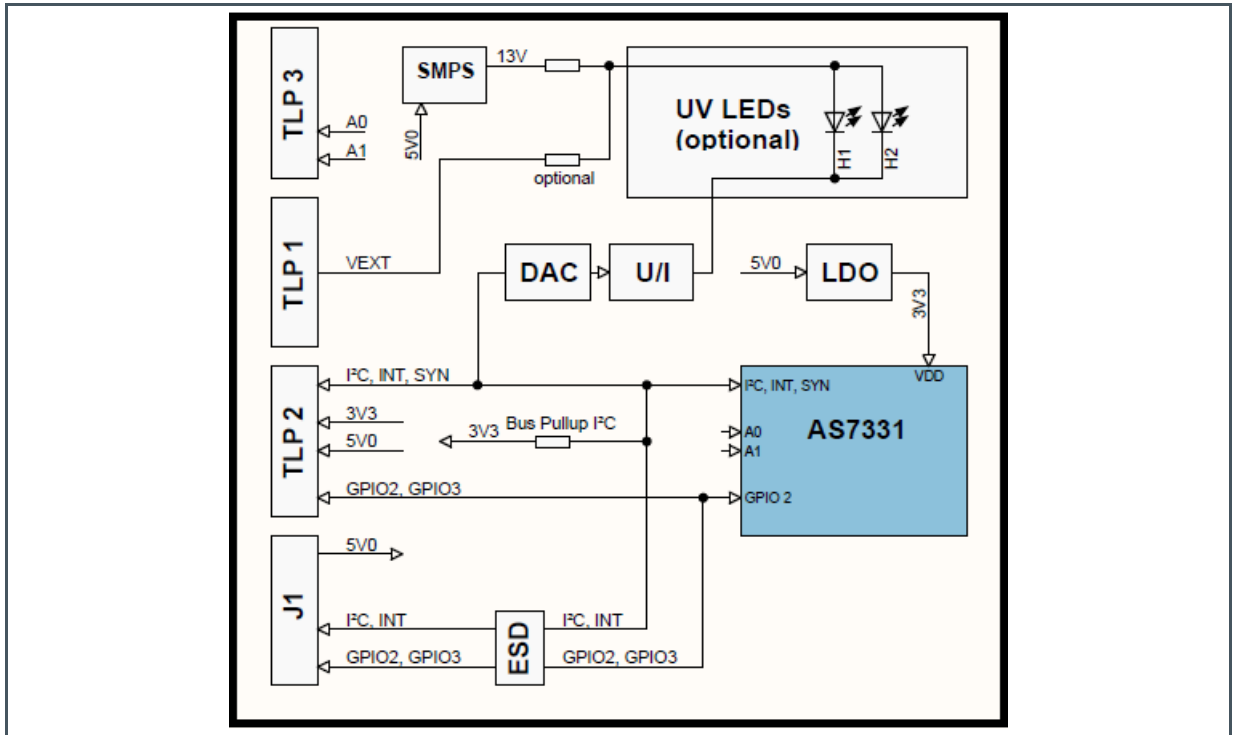 TLP 3
A0
A1
SMPS
13V
5V0
optional
UV LEDs
(optional)
H1
H2
TLP 1
VEXT
DAC
U/I
5V0
LDO
3V3
TLP 2
I²C, INT, SYN
3V3
5V0
GPIO2, GPIO3
3V3
Bus Pullup I²C
VDD
I²C, INT, SYN
AS7331
A0
A1
GPIO 2
J1
5V0
I²C, INT
GPIO2, GPIO3
ESD
I²C, INT
GPIO2, GPIO3